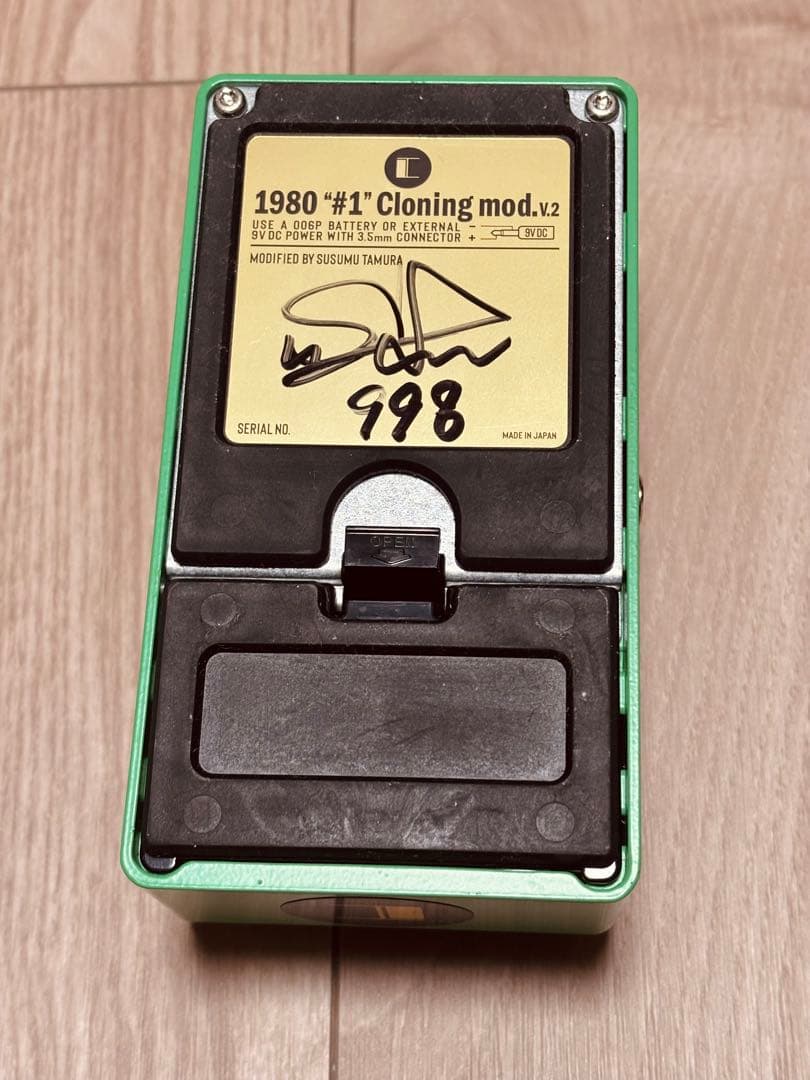 1980 "#1" Cloning mod.V.2
USE A 006P BATTERY OR EXTERNAL
9V DC POWER WITH 3.5mm CONNECTOR - + 9V DC
MODIFIED BY SUSUMU TAMURA
998
SERIAL NO.
MADE IN JAPAN
OPEN